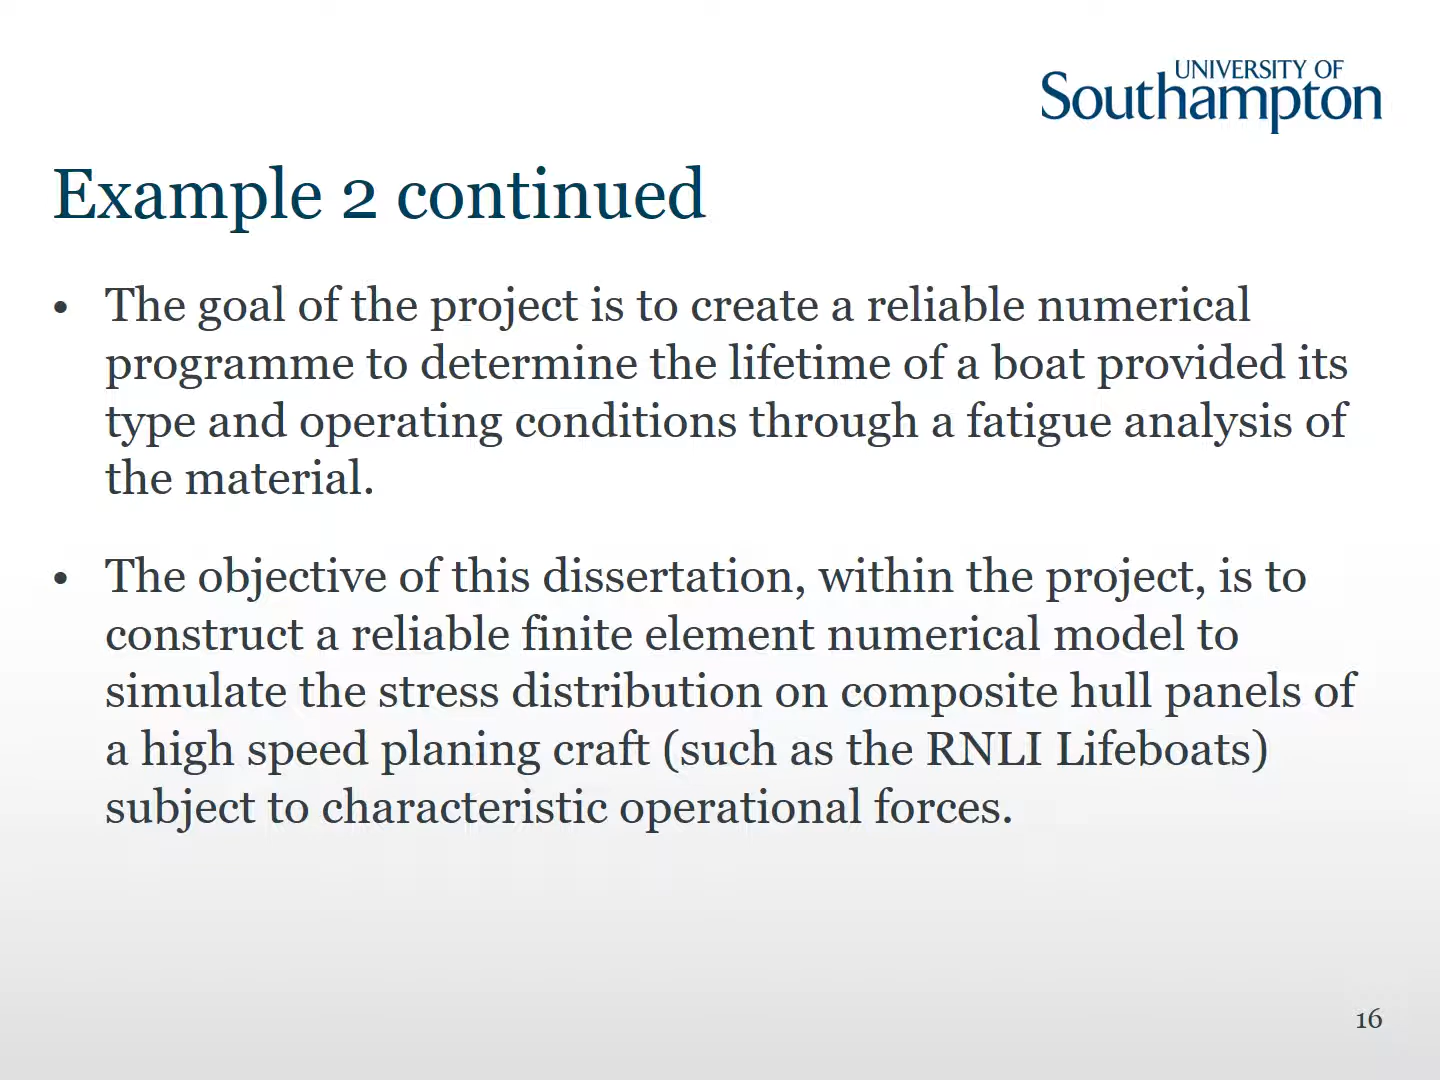 UNIVERSITY OF
Southampton
Example 2 continued
• The goal of the project is to create a reliable numerical
programme to determine the lifetime of a boat provided its
type and operating conditions through a fatigue analysis of
the material.
• The objective of this dissertation, within the project, is to
construct a reliable finite element numerical model to
simulate the stress distribution on composite hull panels of
a high speed planing craft (such as the RNLI Lifeboats)
subject to characteristic operational forces.
16